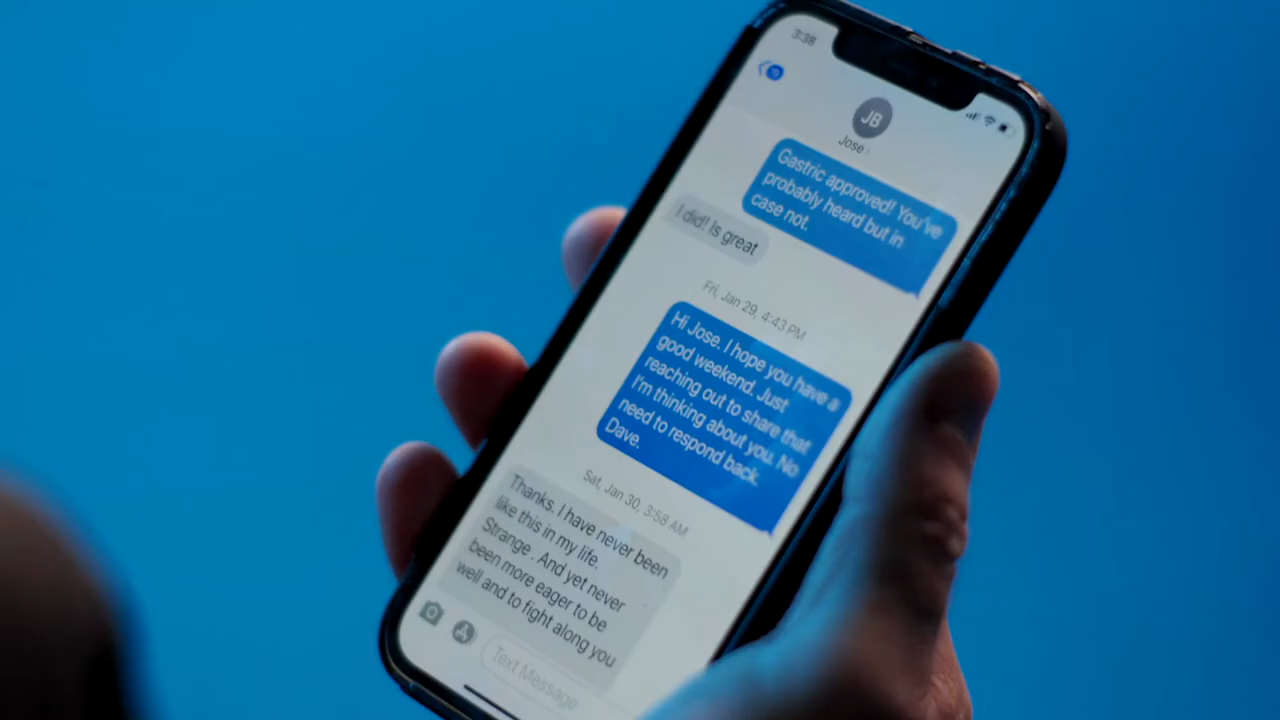 3:38
JB
Jose
Gastric approved! You've
probably heard but in
case not.
I did! Is great
Fri, Jan 29, 4:43 PM
Hi Jose. I hope you have a
good weekend. Just
reaching out to share that
I'm thinking about you. No
need to respond back.
Dave.
Sat, Jan 30, 3:58 AM
Thanks. I have never been
like this in my life.
Strange . And yet never
been more eager to be
well and to fight along you
Text Message